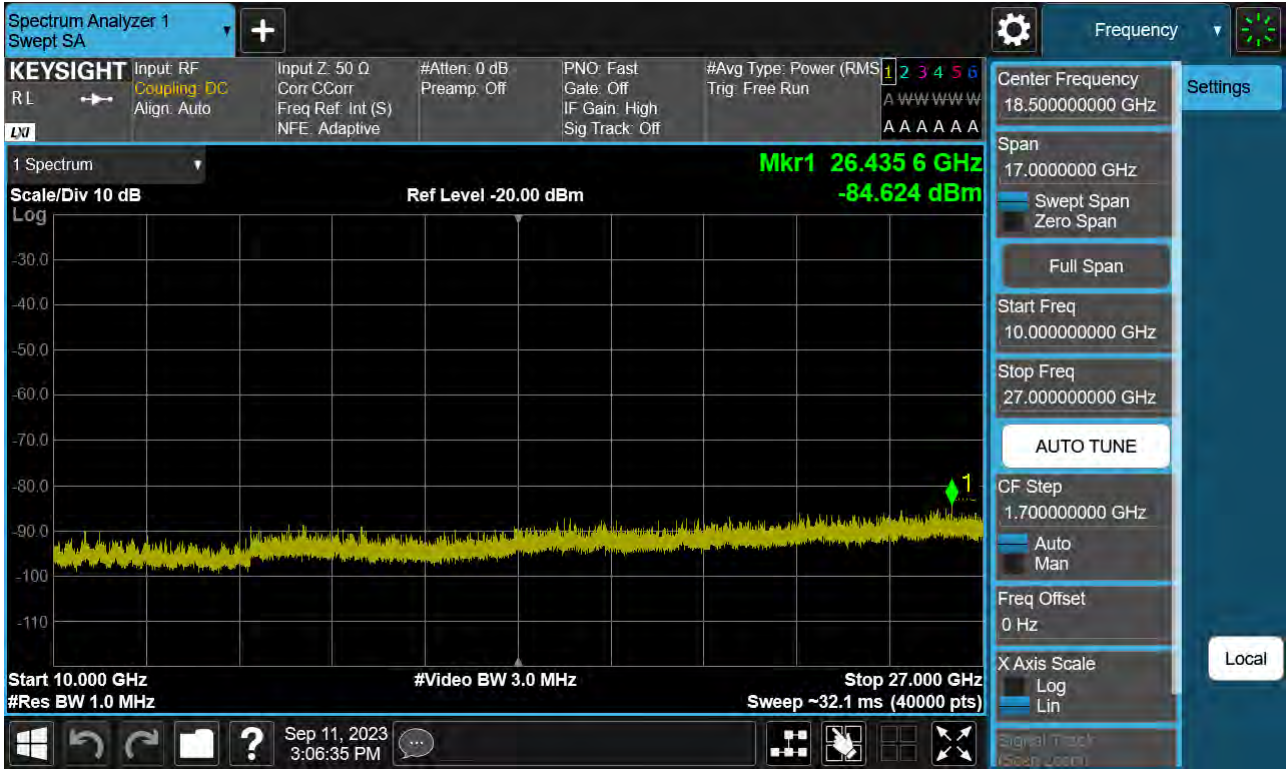 Spectrum Analyzer 1
Swept SA
+
Frequency
KEYSIGHT
RL
LXI
Input: RF
Coupling: DC
Align: Auto
Input Z: 50 Ω
Corr CCorr
Freq Ref: Int (S)
NFE: Adaptive
#Atten: 0 dB
Preamp: Off
PNO: Fast
Gate: Off
IF Gain: High
Sig Track: Off
#Avg Type: Power (RMS
Trig: Free Run
1 2 3 4 5 6
A W W W W W
A A A A A A
1 Spectrum
Scale/Div 10 dB
Log
Ref Level -20.00 dBm
Mkr1 26.435 6 GHz
-84.624 dBm
-30.0
-40.0
-50.0
-60.0
-70.0
-80.0
-90.0
-100
-110
1
Start 10.000 GHz
#Res BW 1.0 MHz
#Video BW 3.0 MHz
Stop 27.000 GHz
Sweep ~32.1 ms (40000 pts)
Center Frequency
18.500000000 GHz
Settings
Span
17.0000000 GHz
Swept Span
Zero Span
Full Span
Start Freq
10.000000000 GHz
Stop Freq
27.000000000 GHz
AUTO TUNE
CF Step
1.700000000 GHz
Auto
Man
Freq Offset
0 Hz
X Axis Scale
Log
Lin
Local
Signal Track
(Span Zoom)
?
Sep 11, 2023
3:06:35 PM